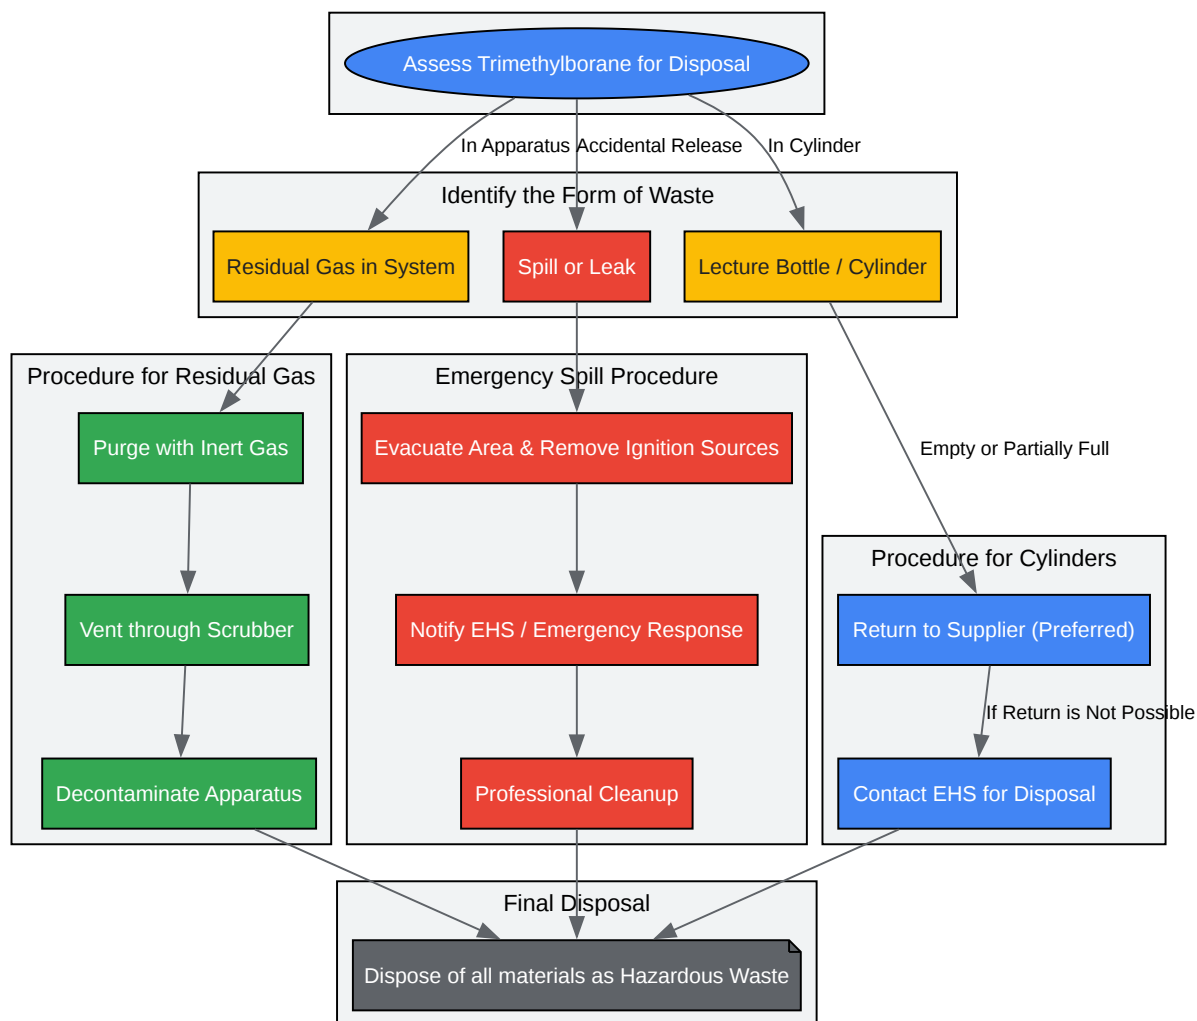 Assess Trimethylborane for Disposal
In Apparatus
Accidental Release
In Cylinder
Identify the Form of Waste
Residual Gas in System
Spill or Leak
Lecture Bottle / Cylinder
Procedure for Residual Gas
Purge with Inert Gas
Vent through Scrubber
Decontaminate Apparatus
Emergency Spill Procedure
Evacuate Area & Remove Ignition Sources
Notify EHS / Emergency Response
Professional Cleanup
Empty or Partially Full
Procedure for Cylinders
Return to Supplier (Preferred)
If Return is Not Possible
Contact EHS for Disposal
Final Disposal
Dispose of all materials as Hazardous Waste